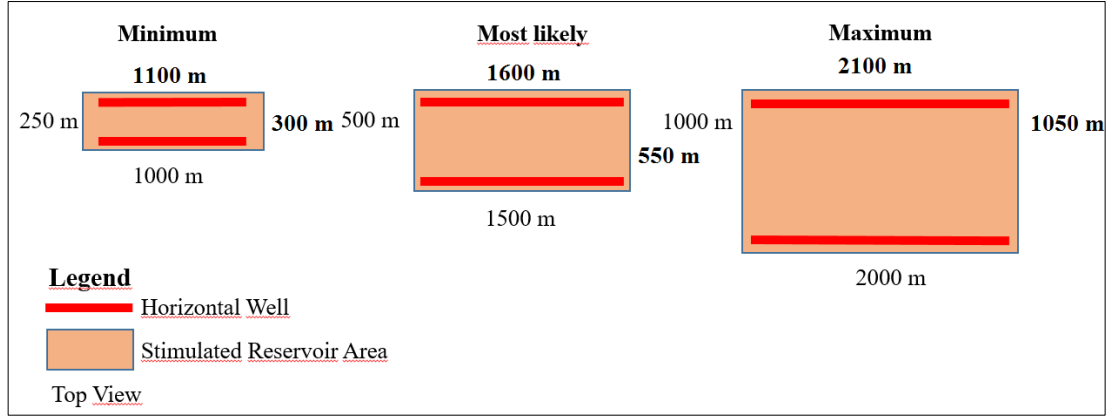 Minimum
Most likely
Maximum
1100 m
1600 m
2100 m
250 m
300 m
500 m
550 m
1000 m
1050 m
1000 m
1500 m
2000 m
Legend
Horizontal Well
Stimulated Reservoir Area
Top View